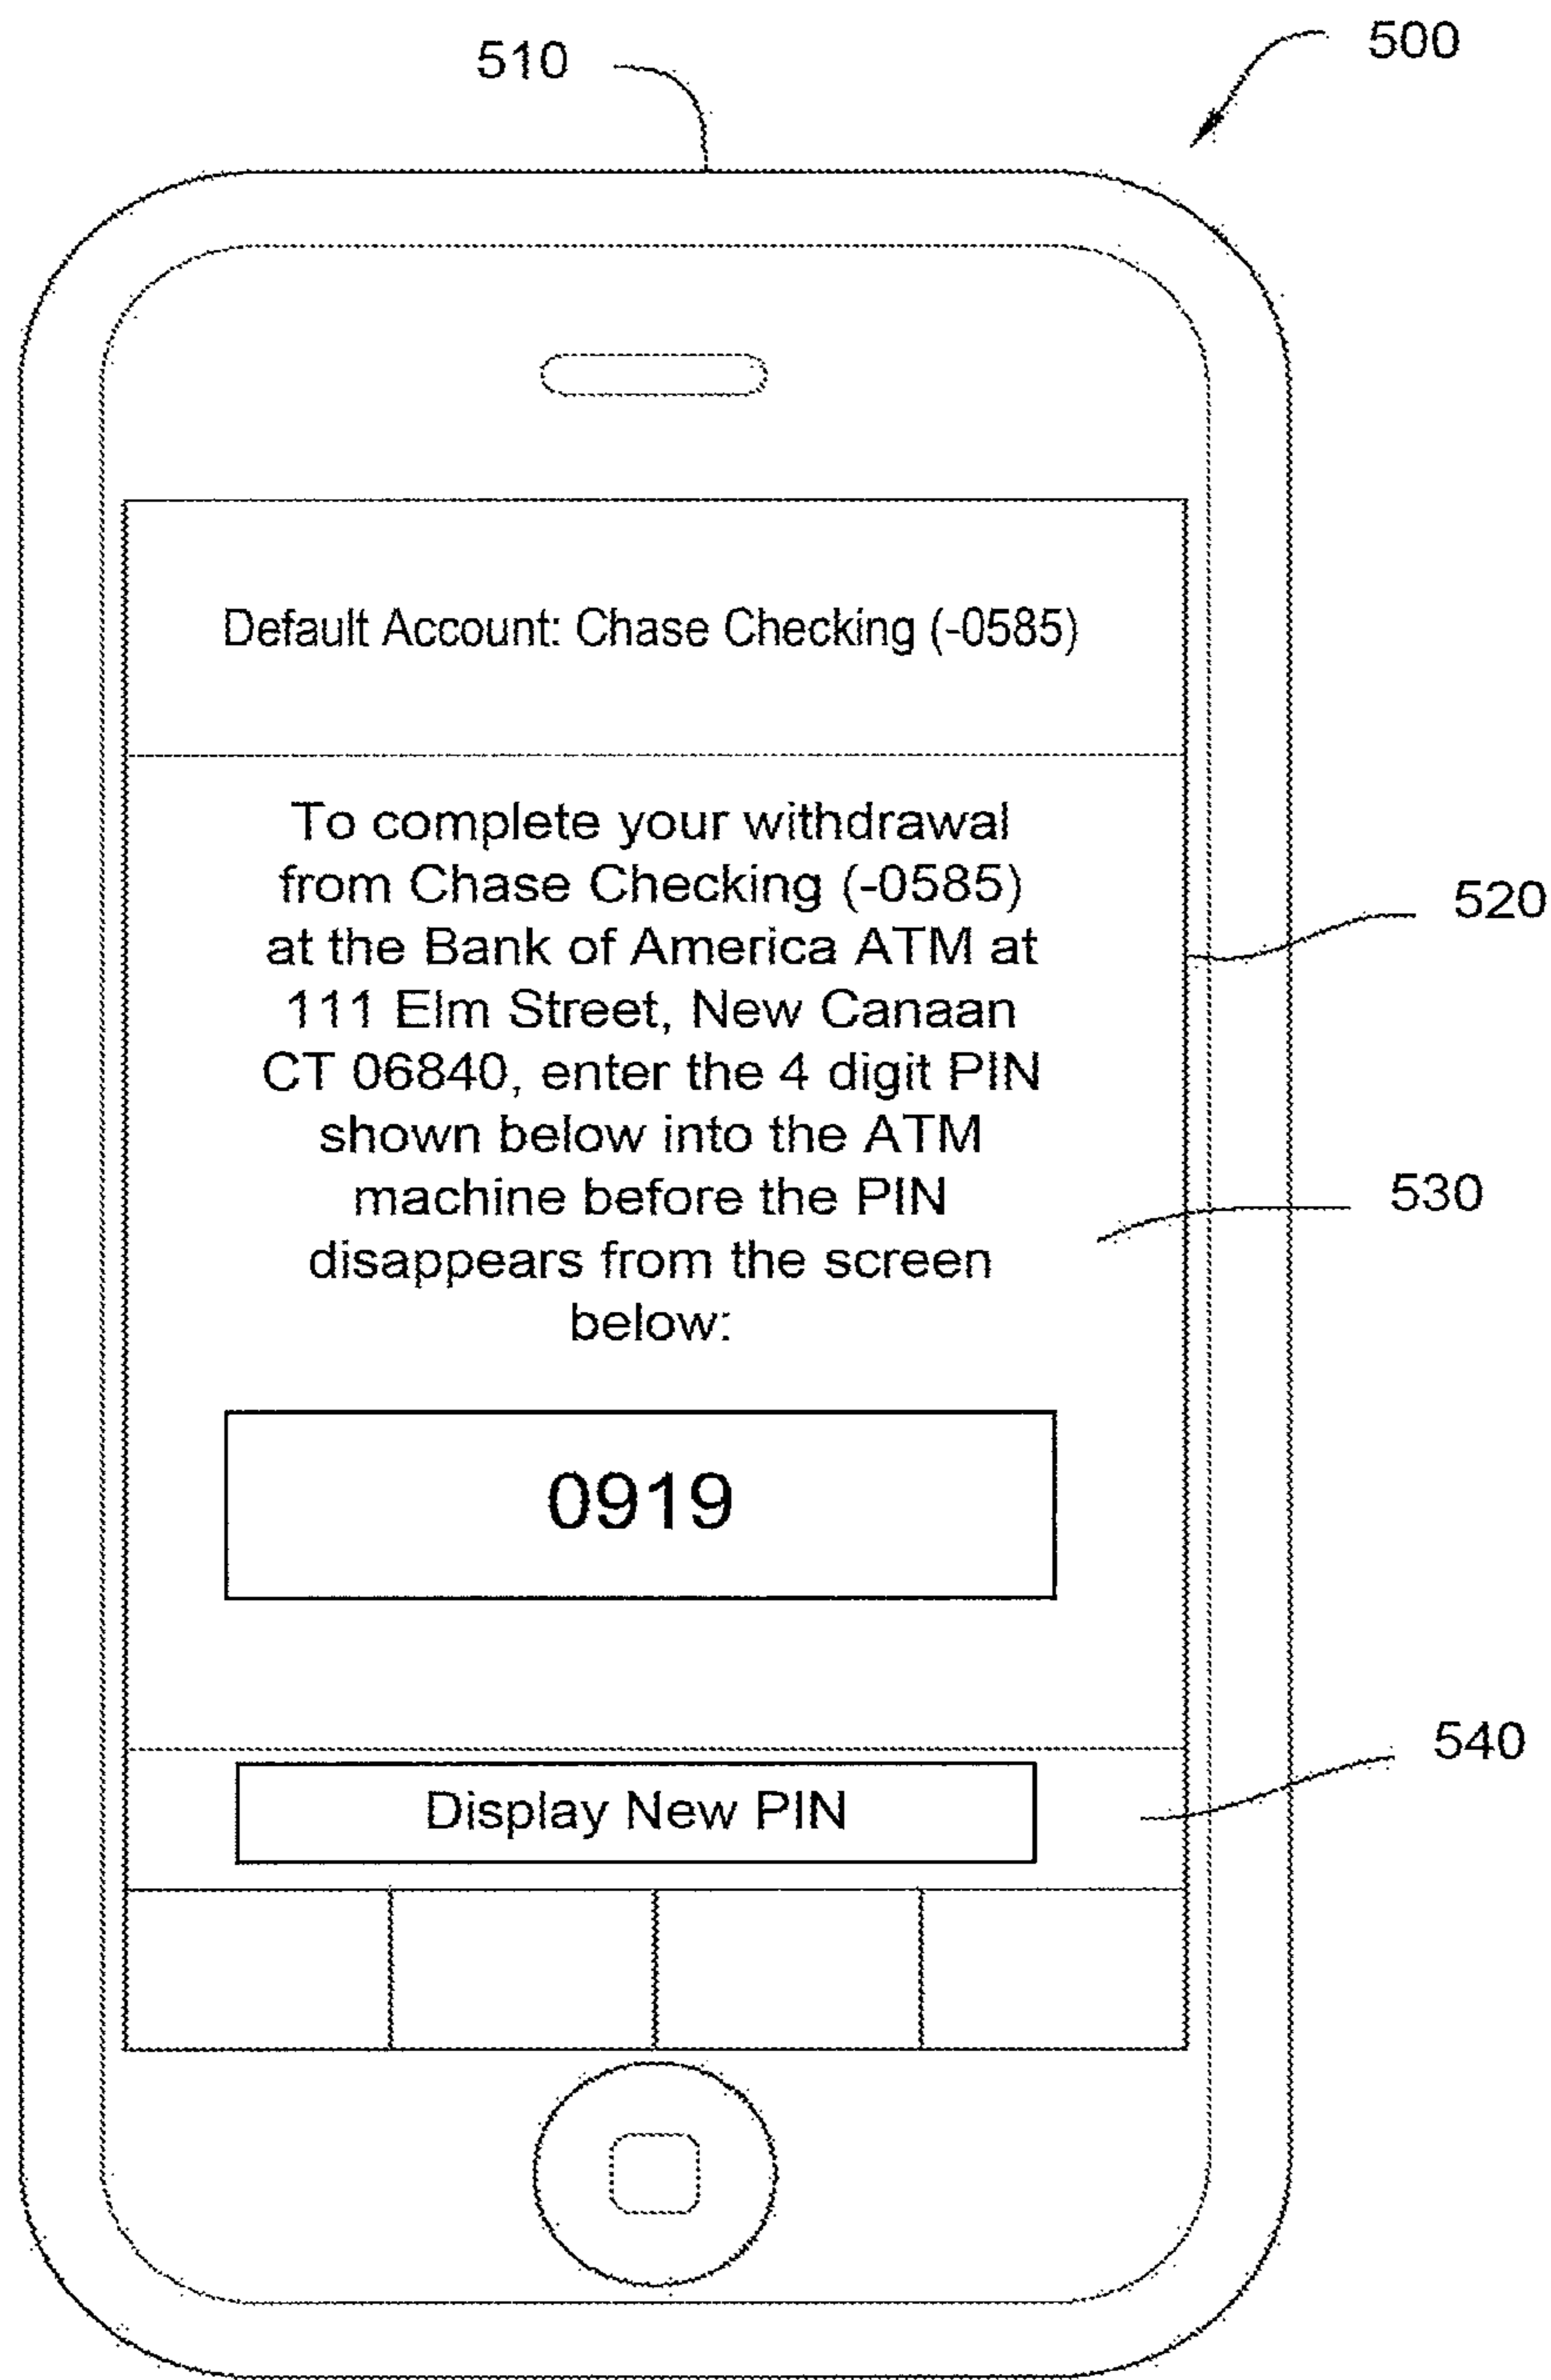 510
500
Default Account: Chase Checking (-0585)
To complete your withdrawal
from Chase Checking (-0585)
520
at the Bank of America ATM at
111 Elm Street, New Canaan
CT 06840, enter the 4 digit PIN
shown below into the ATM
machine before the PIN
530
disappears from the screen
below:
0919
540
Display New PIN